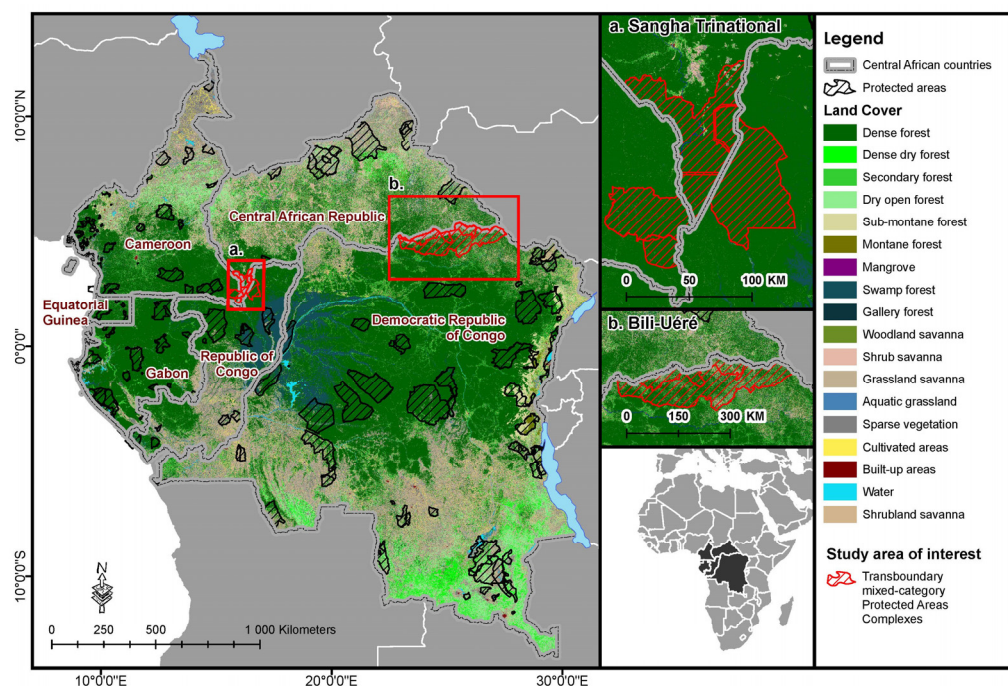 10°0'0"N
0°0'0"
10°0'0"S
b.
Central African Republic
Cameroon
a.
Equatorial
Guinea
Democratic Republic
of Congo
Republic of
Congo
Gabon
N
0 250 500 1 000 Kilometers
10°0'0"E 20°0'0"E 30°0'0"E
a. Sangha Trinational
0 50 100 KM
b. Bili-Uéré
0 150 300 KM
Legend
Central African countries
Protected areas
Land Cover
Dense forest
Dense dry forest
Secondary forest
Dry open forest
Sub-montane forest
Montane forest
Mangrove
Swamp forest
Gallery forest
Woodland savanna
Shrub savanna
Grassland savanna
Aquatic grassland
Sparse vegetation
Cultivated areas
Built-up areas
Water
Shrubland savanna
Study area of interest
Transboundary
mixed-category
Protected Areas
Complexes